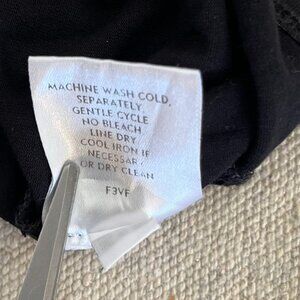 MACHINE WASH COLD,
SEPARATELY,
GENTLE CYCLE
NO BLEACH
LINE DRY
COOL IRON IF
NECESSARY
OR DRY CLEAN
F3VF